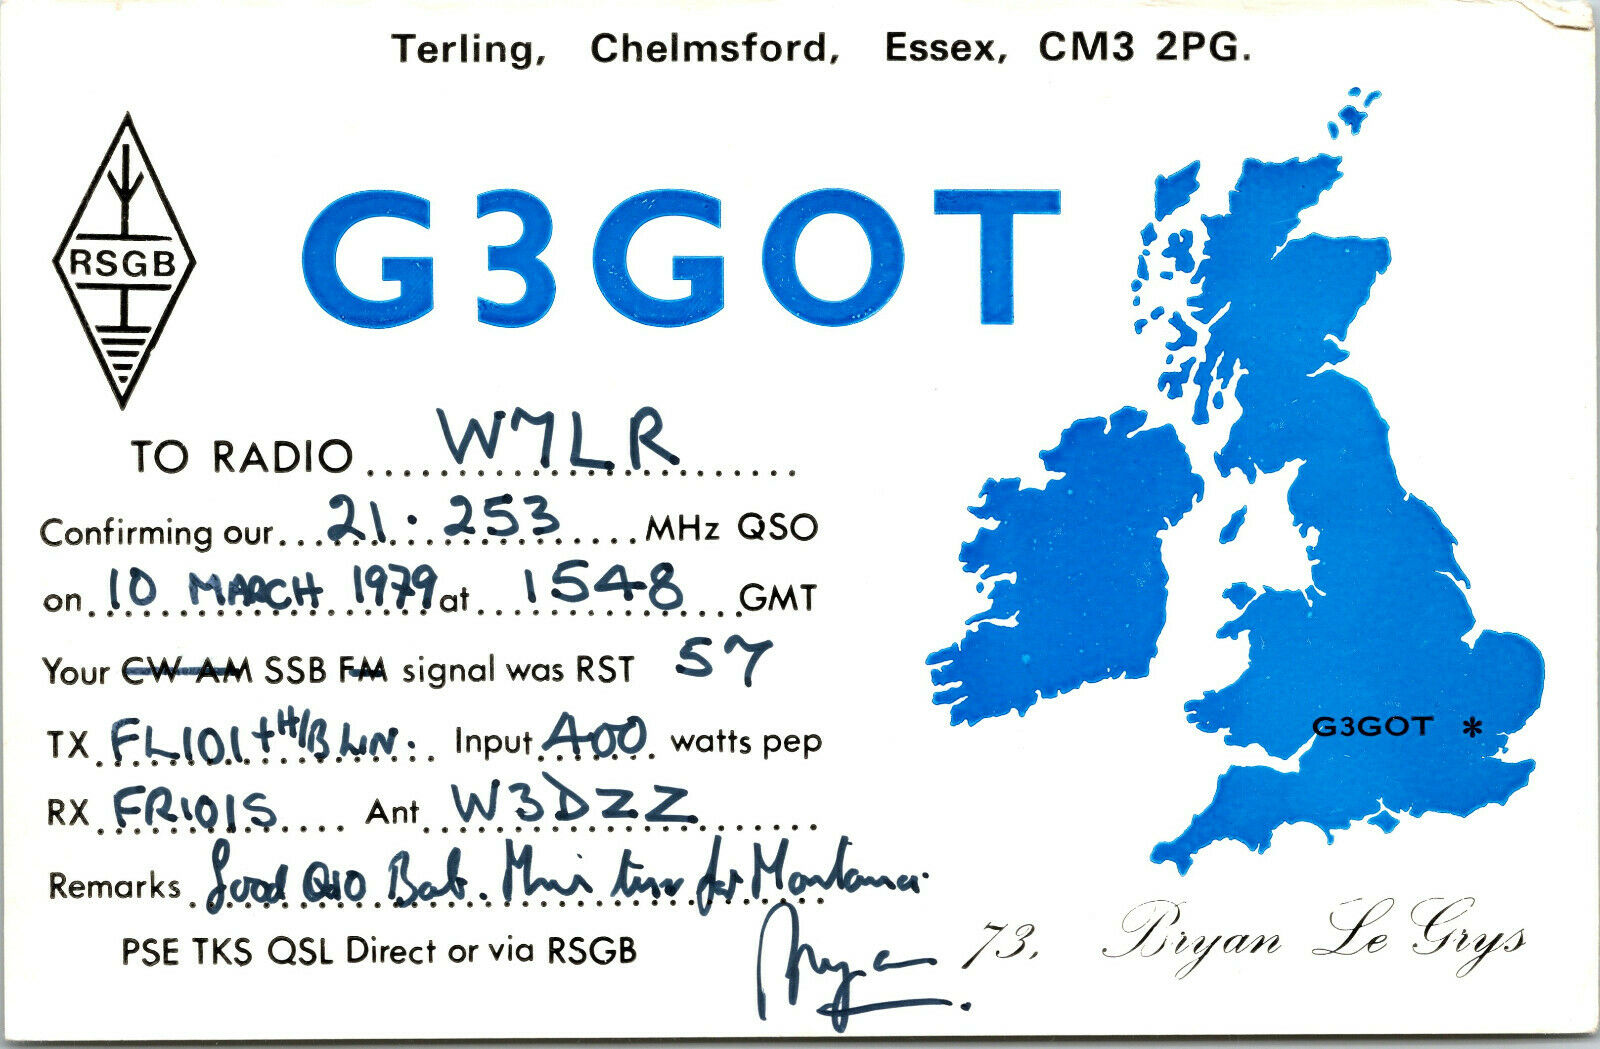 Terling, Chelmsford, Essex, CM3 2PG.
RSGB
G3GOT
TO RADIO W7LR
Confirming our 21.253 MHz QSO
on 10 MARCH 1979 at 1548 GMT
Your CW AM SSB FM signal was RST 57
TX FL101 + H/B LIN. Input 400 watts pep
RX FR101S Ant W3DZZ
Remarks Good QSO Bob. Mni tnx for Montana.
G3GOT *
PSE TKS QSL Direct or via RSGB
Bryan
73, Bryan Le Grys